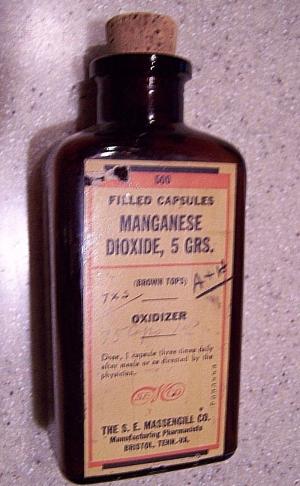 500
FILLED CAPSULES
MANGANESE
DIOXIDE, 5 GRS.
(BROWN TOPS)
A+H
OXIDIZER
Dose, 1 capsule three times daily
after meals or as directed by the
physician.
THE S. E. MASSENGILL CO.
Manufacturing Pharmacists
BRISTOL, TENN.-VA.